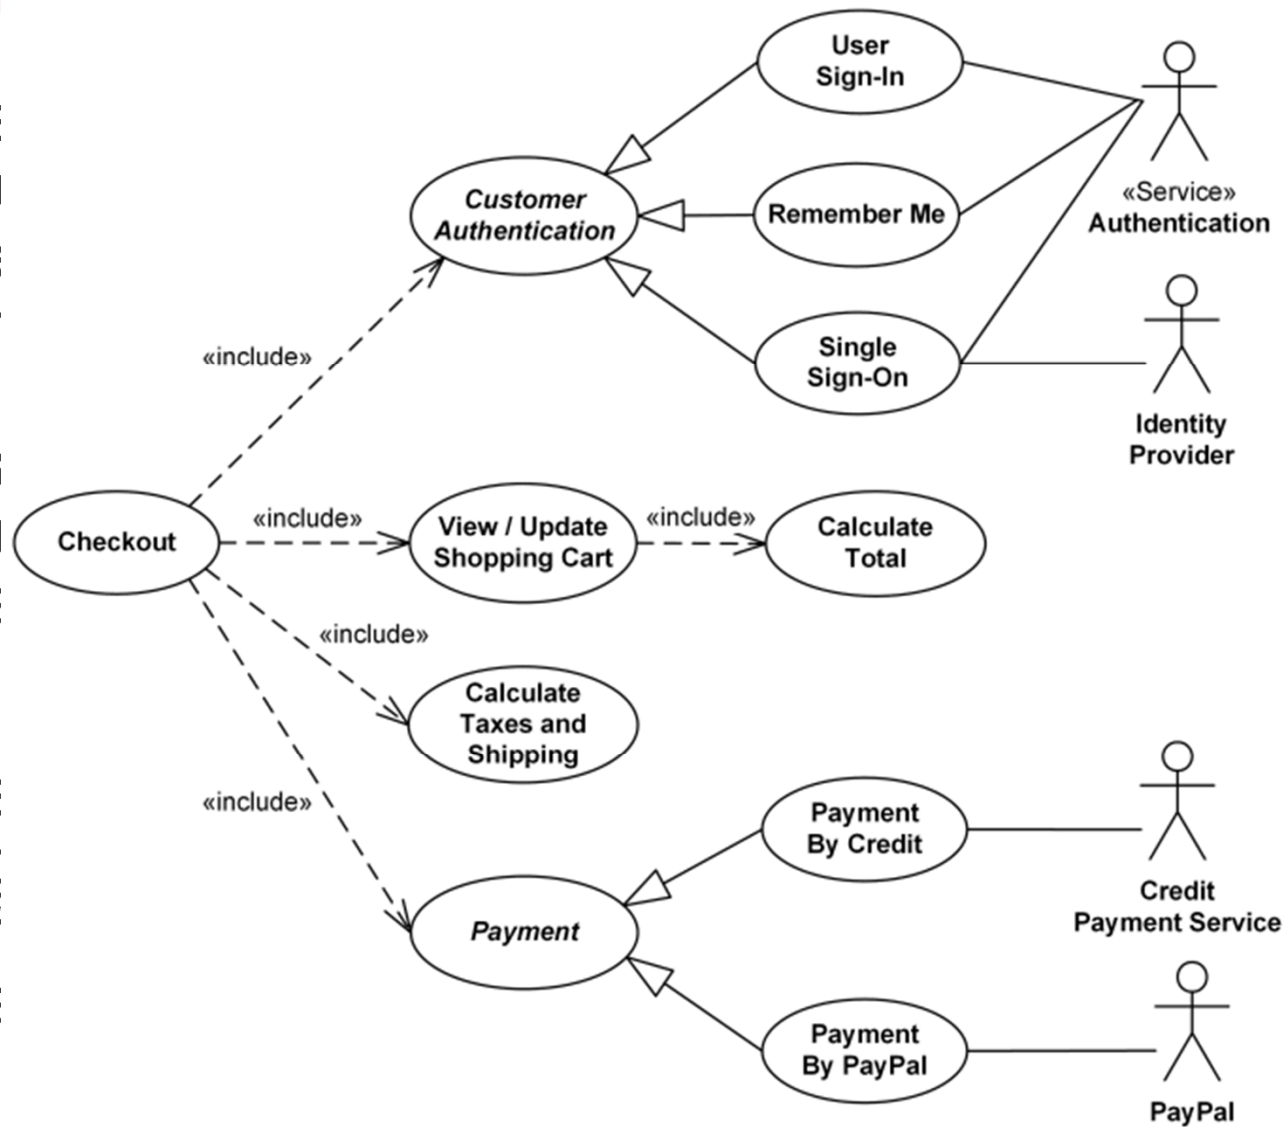 User
Sign-In
«Service»
Authentication
Customer
Authentication
Remember Me
Single
Sign-On
Identity
Provider
«include»
Checkout
«include»
View / Update
Shopping Cart
«include»
Calculate
Total
«include»
Calculate
Taxes and
Shipping
«include»
Payment
Payment
By Credit
Credit
Payment Service
Payment
By PayPal
PayPal